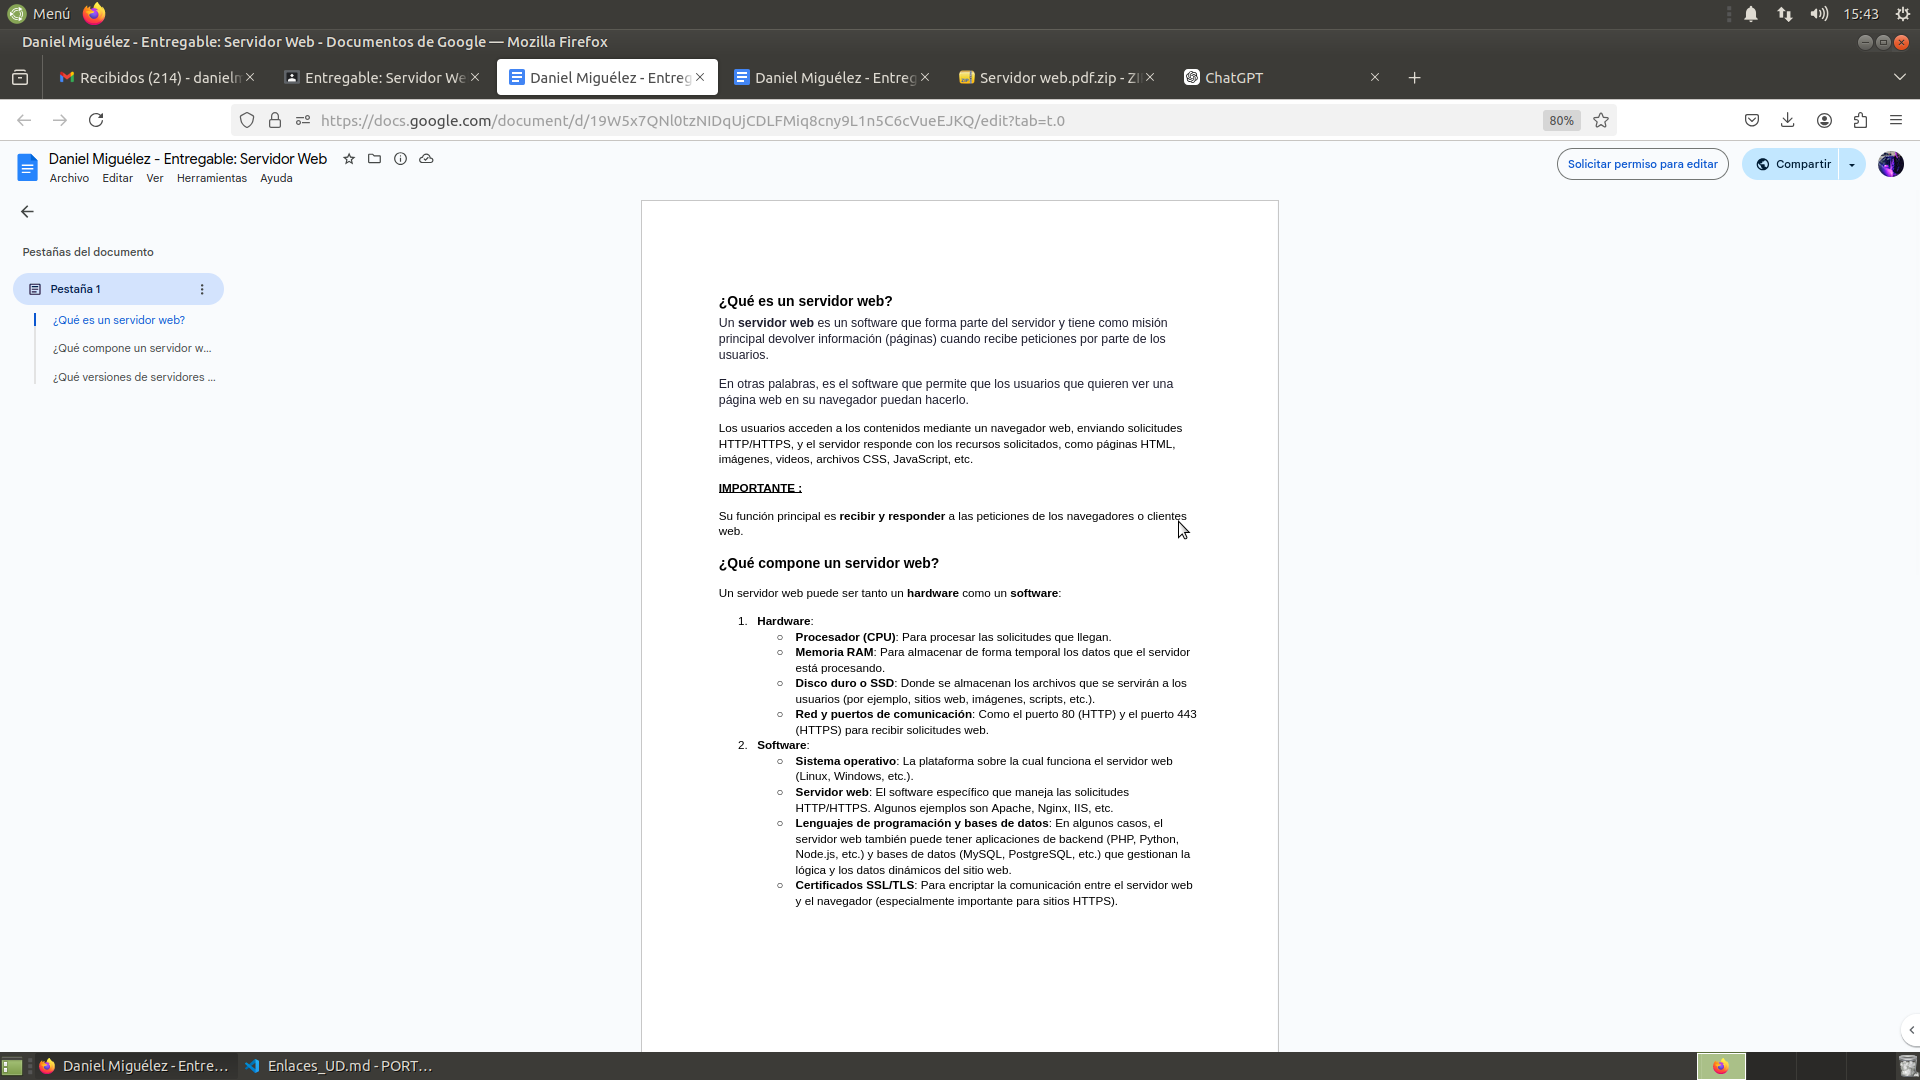 Menú
15:43
Daniel Miguélez - Entregable: Servidor Web - Documentos de Google — Mozilla Firefox
Recibidos (214) - danieln
Entregable: Servidor We
Daniel Miguélez - Entreg
Daniel Miguélez - Entreg
Servidor web.pdf.zip - ZI
ChatGPT
https://docs.google.com/document/d/19W5x7QNl0tzNIDqUjCDLFMiq8cny9L1n5C6cVueEJKQ/edit?tab=t.0
80%
Daniel Miguélez - Entregable: Servidor Web
Archivo Editar Ver Herramientas Ayuda
Solicitar permiso para editar
Compartir
Pestañas del documento
Pestaña 1
¿Qué es un servidor web?
¿Qué compone un servidor w...
¿Qué versiones de servidores ...
¿Qué es un servidor web?
Un servidor web es un software que forma parte del servidor y tiene como misión
principal devolver información (páginas) cuando recibe peticiones por parte de los
usuarios.
En otras palabras, es el software que permite que los usuarios que quieren ver una
página web en su navegador puedan hacerlo.
Los usuarios acceden a los contenidos mediante un navegador web, enviando solicitudes
HTTP/HTTPS, y el servidor responde con los recursos solicitados, como páginas HTML,
imágenes, videos, archivos CSS, JavaScript, etc.
IMPORTANTE :
Su función principal es recibir y responder a las peticiones de los navegadores o clientes
web.
¿Qué compone un servidor web?
Un servidor web puede ser tanto un hardware como un software:
1. Hardware:
○ Procesador (CPU): Para procesar las solicitudes que llegan.
○ Memoria RAM: Para almacenar de forma temporal los datos que el servidor
está procesando.
○ Disco duro o SSD: Donde se almacenan los archivos que se servirán a los
usuarios (por ejemplo, sitios web, imágenes, scripts, etc.).
○ Red y puertos de comunicación: Como el puerto 80 (HTTP) y el puerto 443
(HTTPS) para recibir solicitudes web.
2. Software:
○ Sistema operativo: La plataforma sobre la cual funciona el servidor web
(Linux, Windows, etc.).
○ Servidor web: El software específico que maneja las solicitudes
HTTP/HTTPS. Algunos ejemplos son Apache, Nginx, IIS, etc.
○ Lenguajes de programación y bases de datos: En algunos casos, el
servidor web también puede tener aplicaciones de backend (PHP, Python,
Node.js, etc.) y bases de datos (MySQL, PostgreSQL, etc.) que gestionan la
lógica y los datos dinámicos del sitio web.
○ Certificados SSL/TLS: Para encriptar la comunicación entre el servidor web
y el navegador (especialmente importante para sitios HTTPS).
Daniel Miguélez - Entre...
Enlaces_UD.md - PORT...